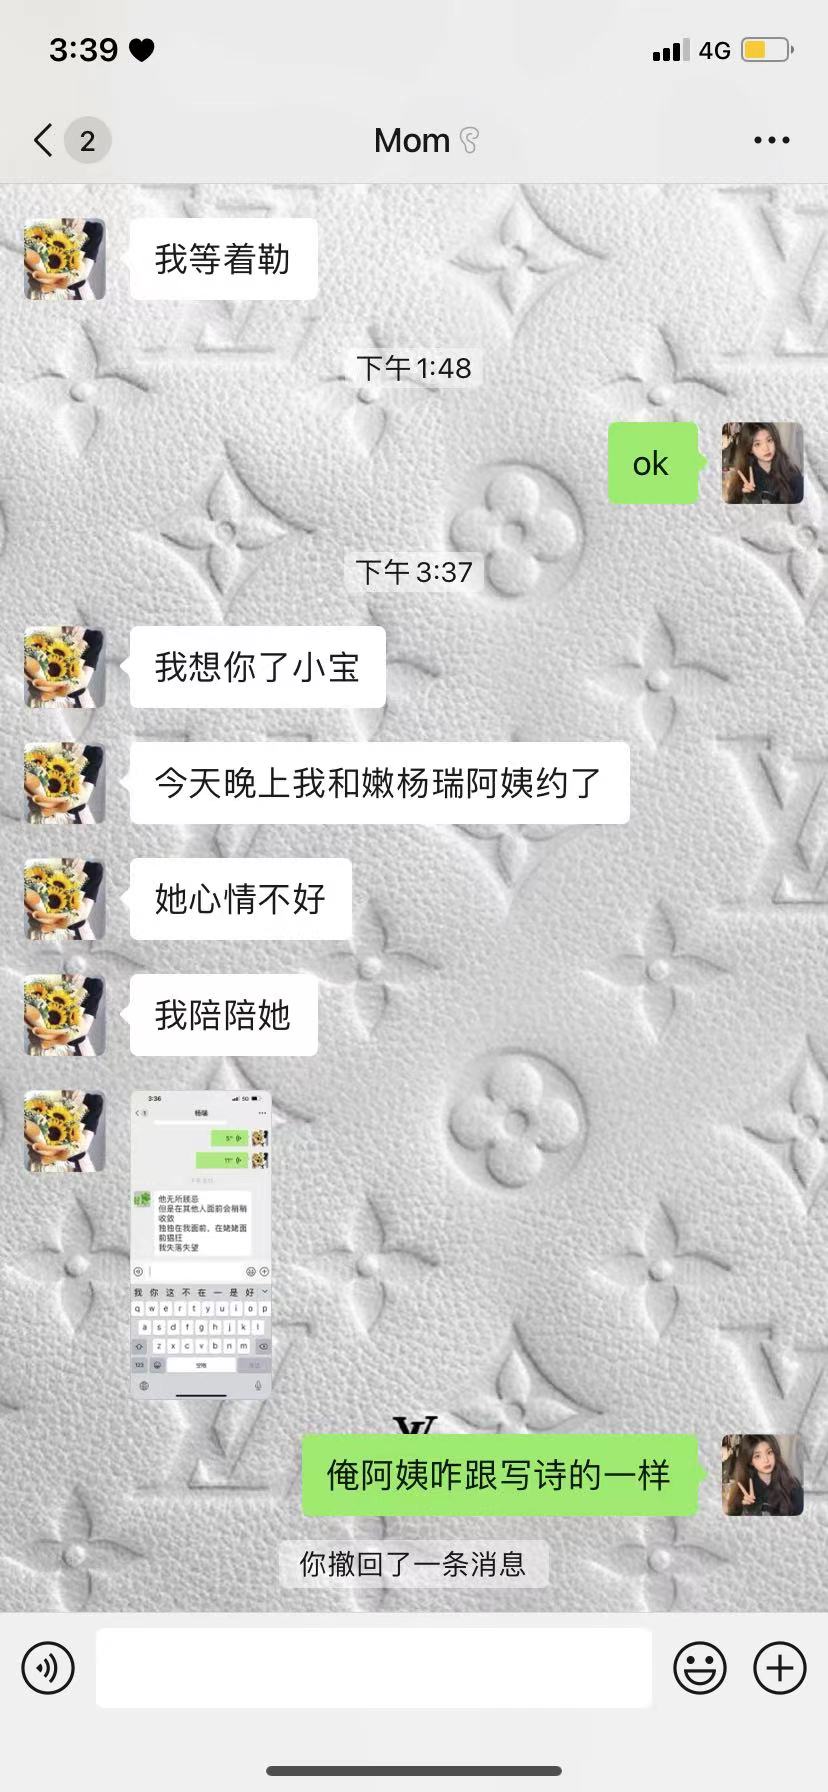 3:39
4G
2
Mom
我等着勒
下午1:48
ok
下午3:37
我想你了小宝
今天晚上我和嫩杨瑞阿姨约了
她心情不好
我陪陪她
3:36
5G
杨瑞
5"
11"
他无所顾忌
但是在其他人面前会稍稍
收敛
独独在我面前、在姥姥面
前猖狂
我失落失望
我 你 这 不 在 一 是 好
q w e r t y u i o p
a s d f g h j k l
z x c v b n m
123 空格
俺阿姨咋跟写诗的一样
你撤回了一条消息